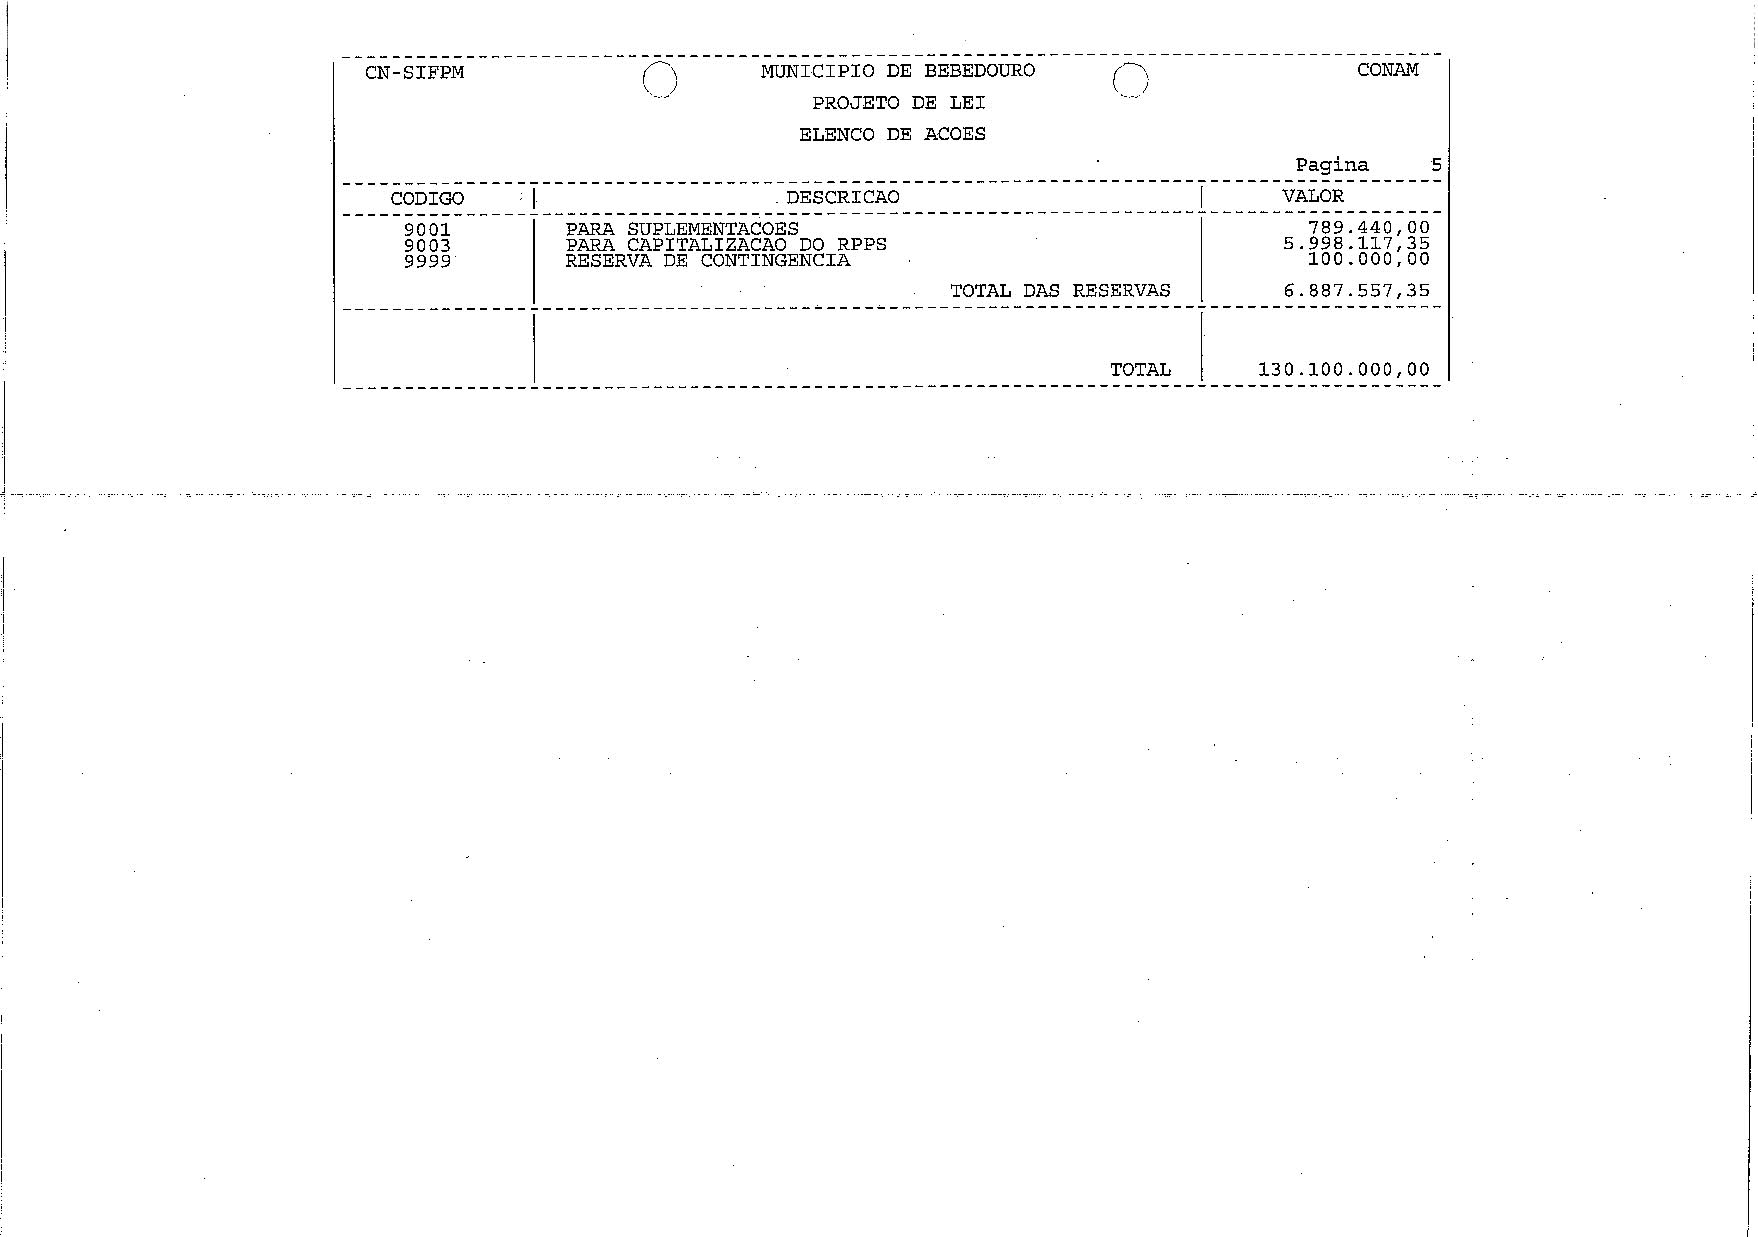 CN-SIFPM MUNICIPIO DE BEBEDOURO CONAM
PROJETO DE LEI
ELENCO DE ACOES
Pagina 5
CODIGO DESCRICAO VALOR
9001 PARA SUPLEMENTACOES 789.440,00
9003 PARA CAPITALIZACAO DO RPPS 5.998.117,35
9999 RESERVA DE CONTINGENCIA 100.000,00
TOTAL DAS RESERVAS 6.887.557,35
TOTAL 130.100.000,00